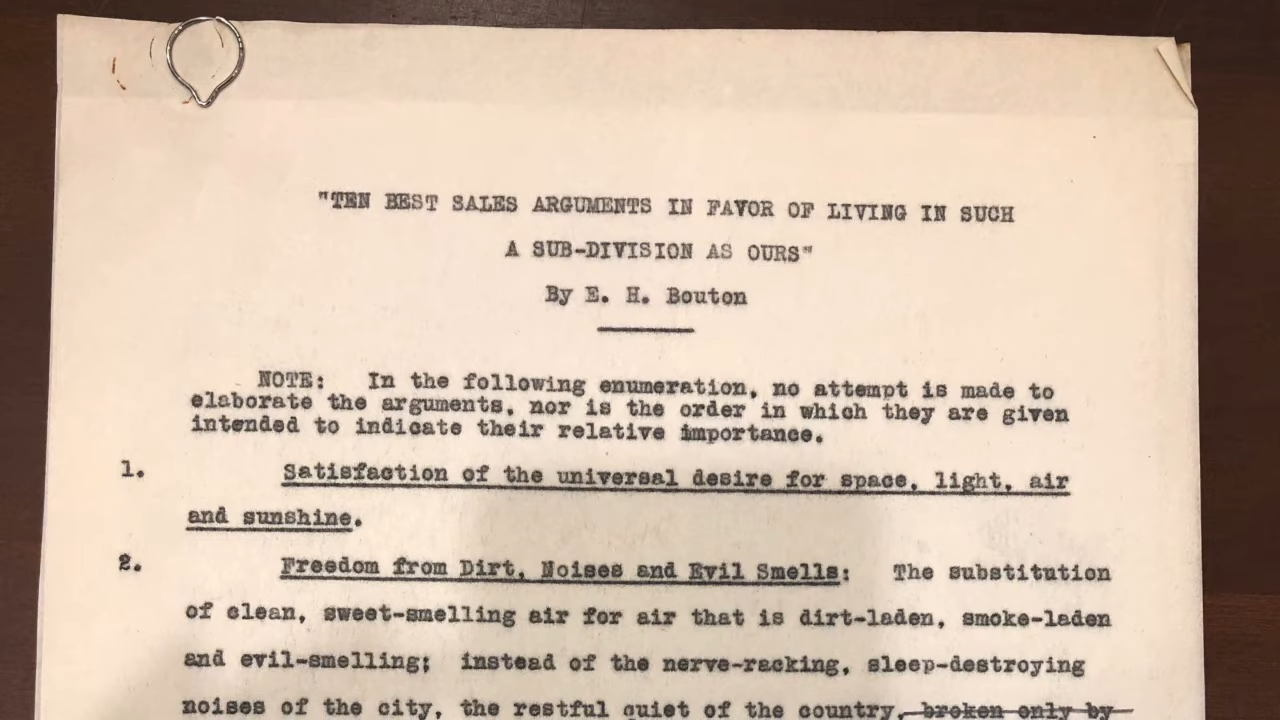 "TEN BEST SALES ARGUMENTS IN FAVOR OF LIVING IN SUCH
A SUB-DIVISION AS OURS"
By E. H. Bouton
NOTE: In the following enumeration, no attempt is made to
elaborate the arguments, nor is the order in which they are given
intended to indicate their relative importance.
1. Satisfaction of the universal desire for space, light, air
and sunshine.
2. Freedom from Dirt, Noises and Evil Smells: The substitution
of clean, sweet-smelling air for air that is dirt-laden, smoke-laden
and evil-smelling; instead of the nerve-racking, sleep-destroying
noises of the city, the restful quiet of the country, broken only by